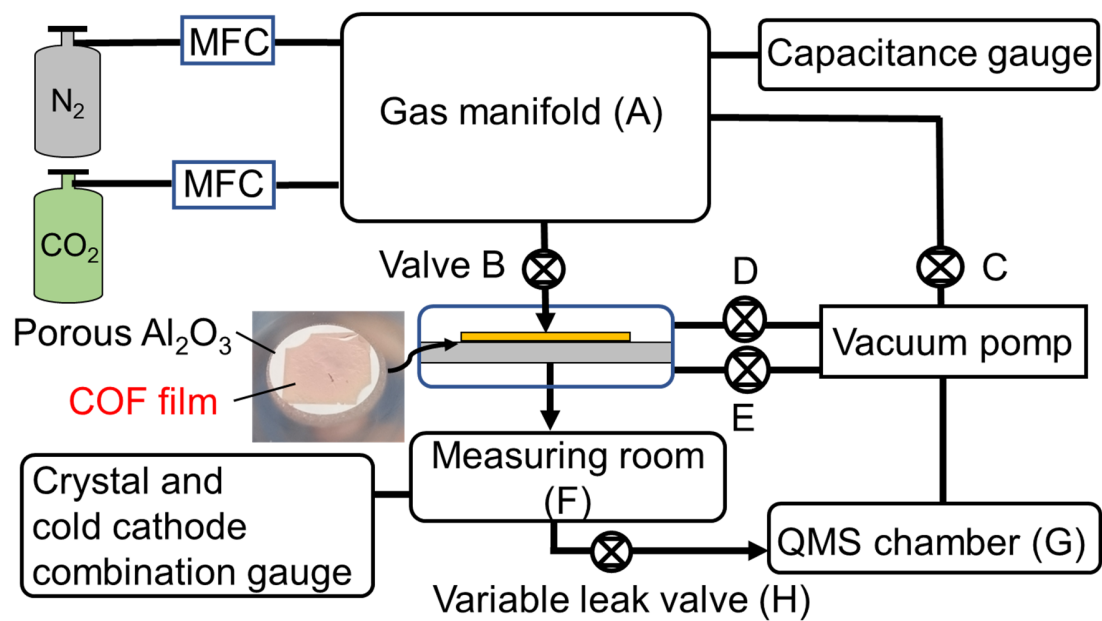 N₂
MFC
Gas manifold (A)
Capacitance gauge
CO₂
MFC
Valve B
D
C
Porous Al₂O₃
COF film
E
Vacuum pomp
Measuring room
(F)
Crystal and
cold cathode
combination gauge
QMS chamber (G)
Variable leak valve (H)